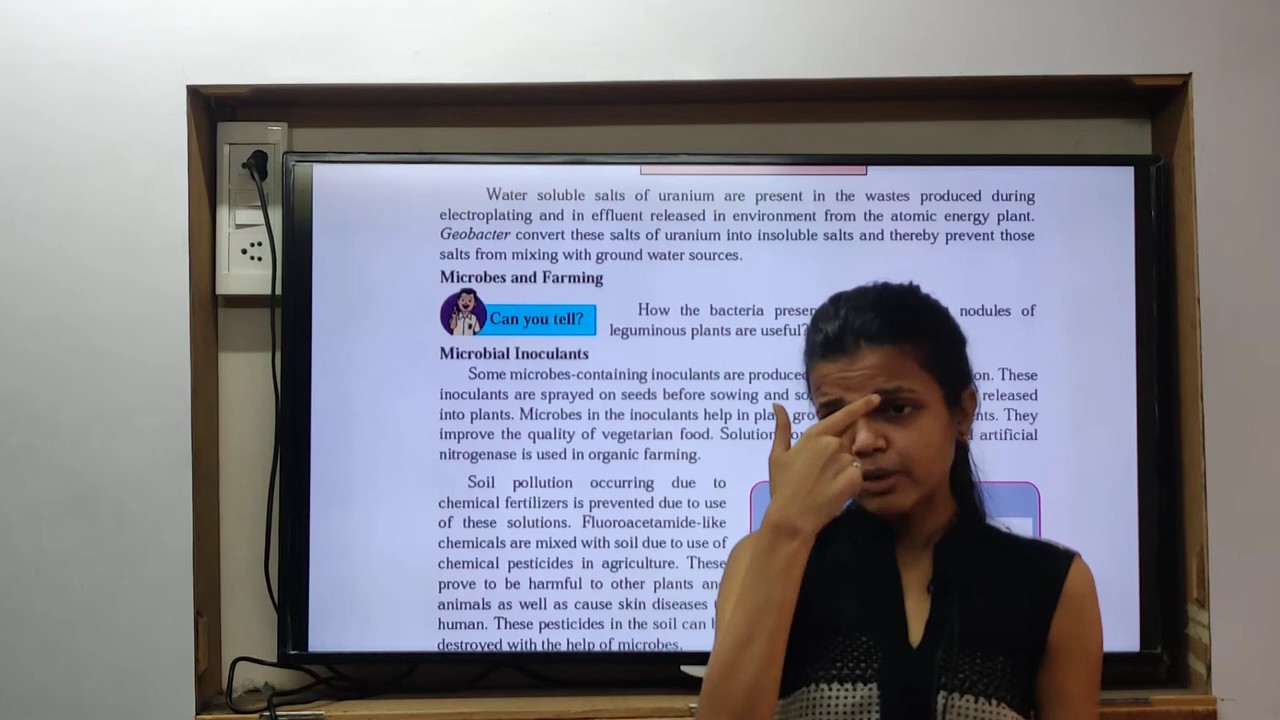 Water soluble salts of uranium are present in the wastes produced during
electroplating and in effluent released in environment from the atomic energy plant.
Geobacter convert these salts of uranium into insoluble salts and thereby prevent those
salts from mixing with ground water sources.
Microbes and Farming
Can you tell?
How the bacteria nodules of
leguminous plants are useful?
Microbial Inoculants
Some microbes-containing inoculants are produced These
inoculants are sprayed on seeds before sowing and released
into plants. Microbes in the inoculants help in They
improve the quality of vegetarian food. artificial
nitrogenase is used in organic farming.
Soil pollution occurring due to
chemical fertilizers is prevented due to use
of these solutions. Fluoroacetamide-like
chemicals are mixed with soil due to use of
chemical pesticides in agriculture. These
prove to be harmful to other plants and
animals as well as cause skin diseases
human. These pesticides in the soil can
destroyed with the help of microbes.